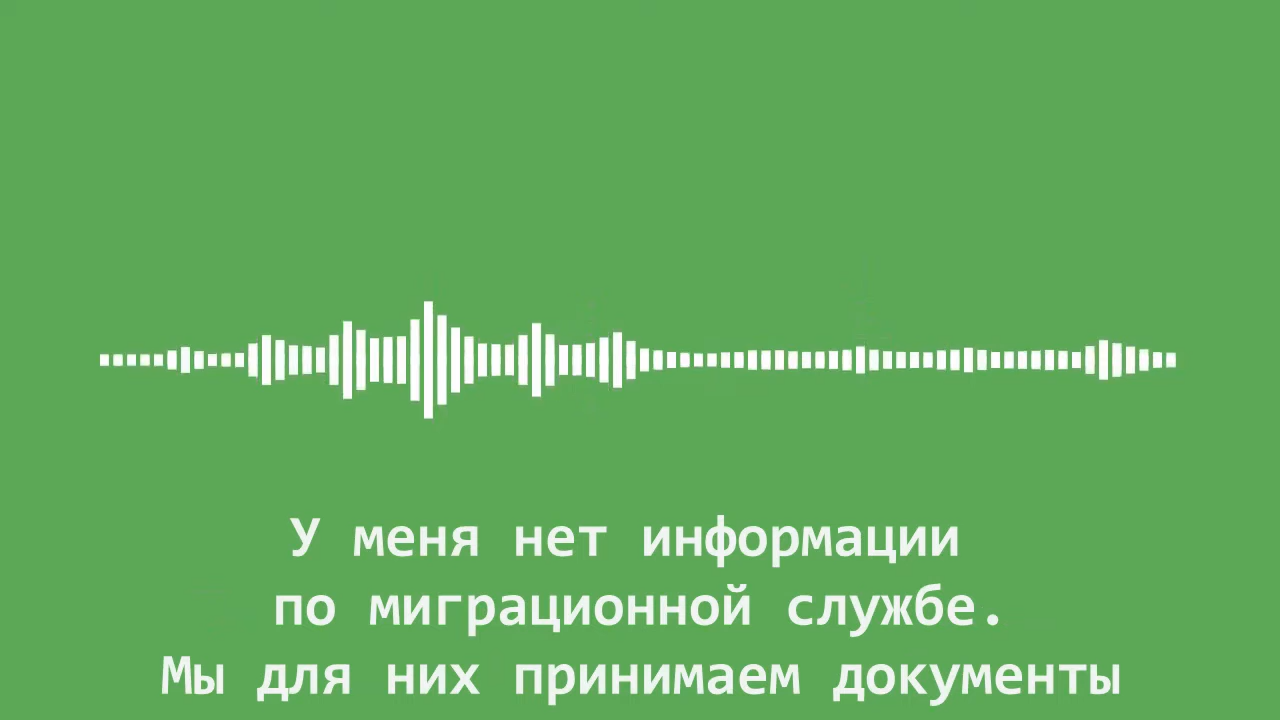 У меня нет информации
по миграционной службе.
Мы для них принимаем документы